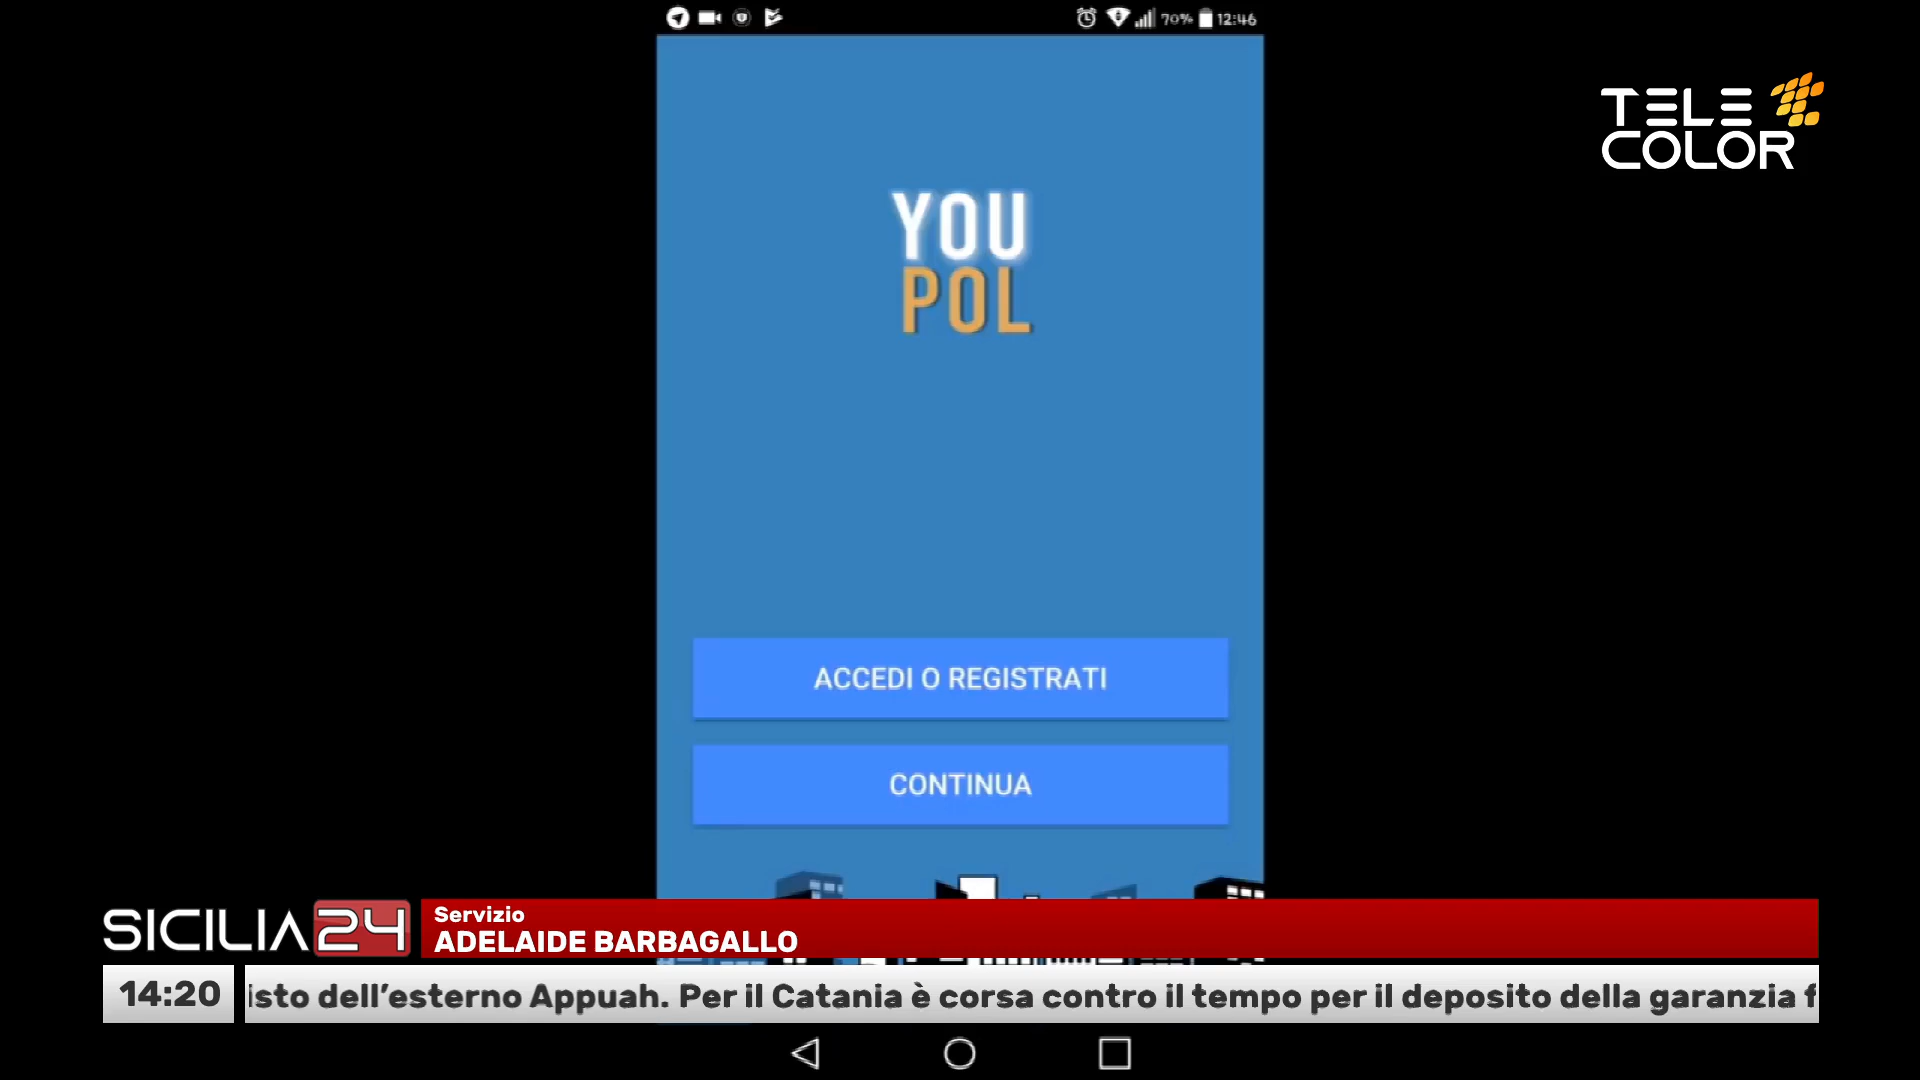 70% 12:46
TELE
COLOR
YOU
POL
ACCEDI O REGISTRATI
CONTINUA
SICILIA24
Servizio
ADELAIDE BARBAGALLO
14:20
isto dell’esterno Appuah. Per il Catania è corsa contro il tempo per il deposito della garanzia f